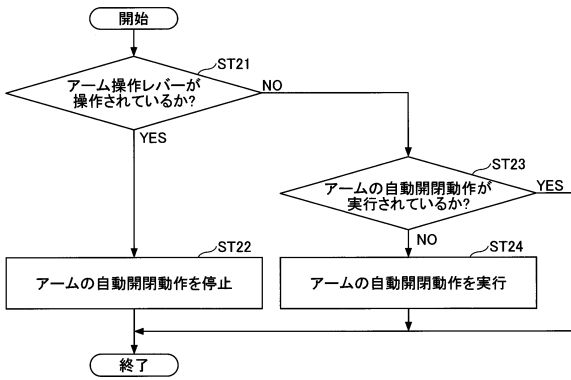 開始
ST21
アーム操作レバーが
操作されているか?
NO
YES
ST23
アームの自動開閉動作が
実行されているか?
YES
NO
ST22
アームの自動開閉動作を停止
ST24
アームの自動開閉動作を実行
終了